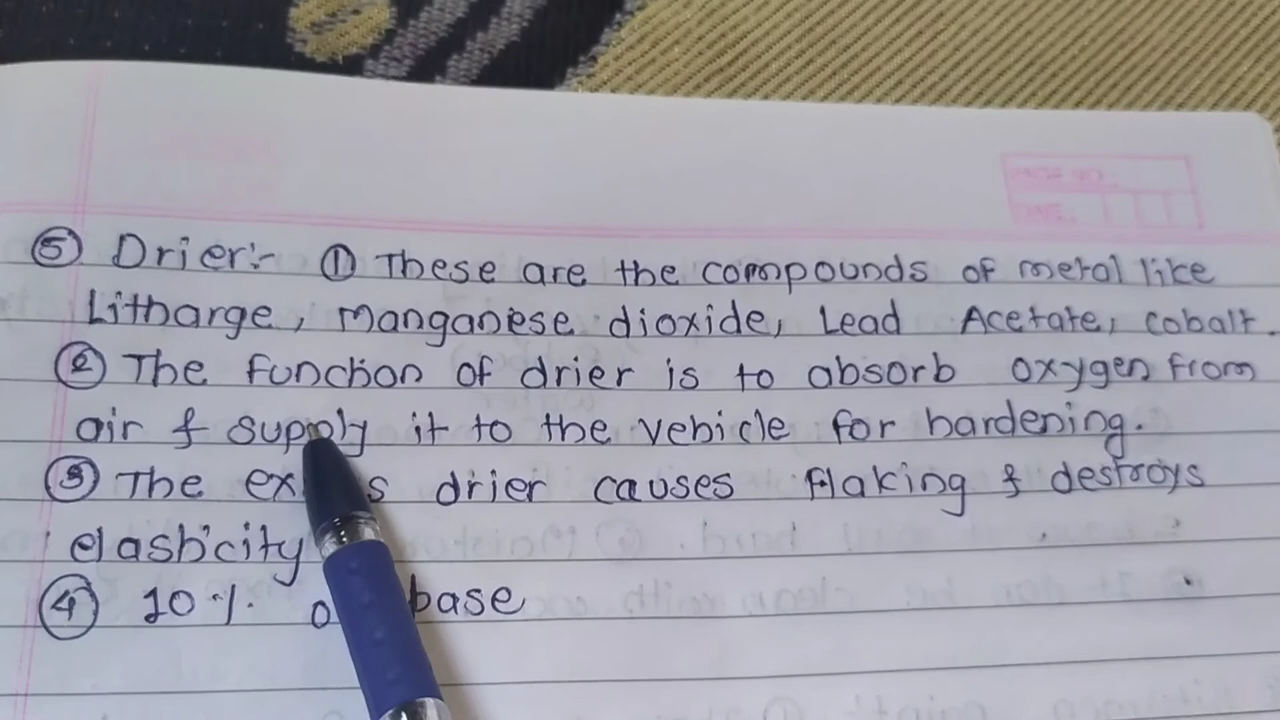 ⑤ Drier:- ① These are the compounds of metal like
Litharge, Manganese dioxide, Lead Acetate, cobalt.
② The function of drier is to absorb oxygen from
air & supply it to the vehicle for hardening.
③ The drier causes flaking & destroys
elasticity
④ 10% base